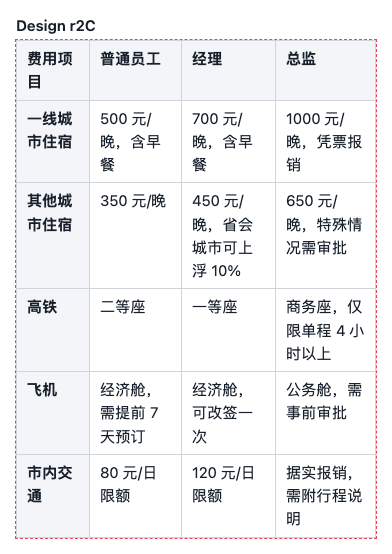 Design r2C
费用项
目
普通员工
经理
总监
一线城
市住宿
500 元/
晚，含早
餐
700 元/
晚，含早
餐
1000 元/
晚，凭票报
销
其他城
市住宿
350 元/晚
450 元/
晚，省会
城市可上
浮 10%
650 元/
晚，特殊情
况需审批
高铁
二等座
一等座
商务座，仅
限单程 4 小
时以上
飞机
经济舱，
需提前 7
天预订
经济舱，
可改签一
次
公务舱，需
事前审批
市内交
通
80 元/日
限额
120 元/日
限额
据实报销，
需附行程说
明